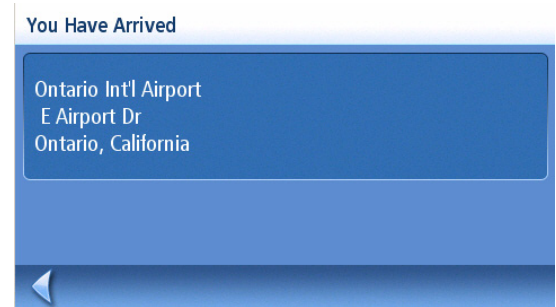 You Have Arrived
Ontario Int'l Airport
E Airport Dr
Ontario, California